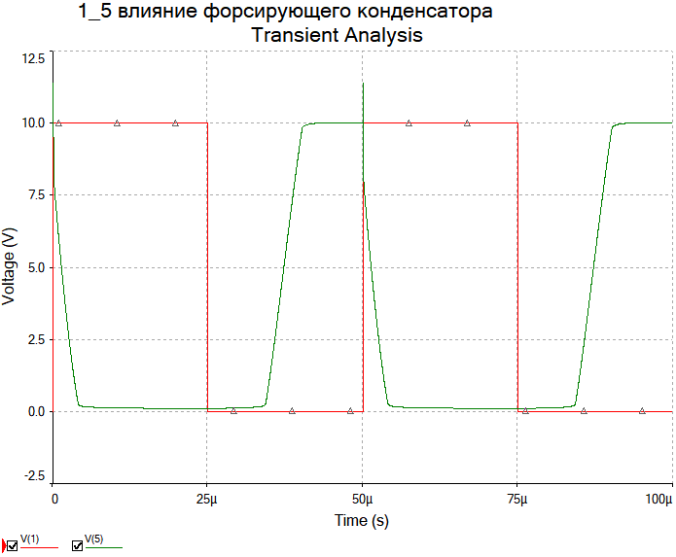 1_5 влияние форсирующего конденсатора
Transient Analysis
12.5
10.0
7.5
5.0
2.5
0.0
-2.5
Voltage (V)
0 25µ 50µ 75µ 100µ
Time (s)
V(1) V(5)